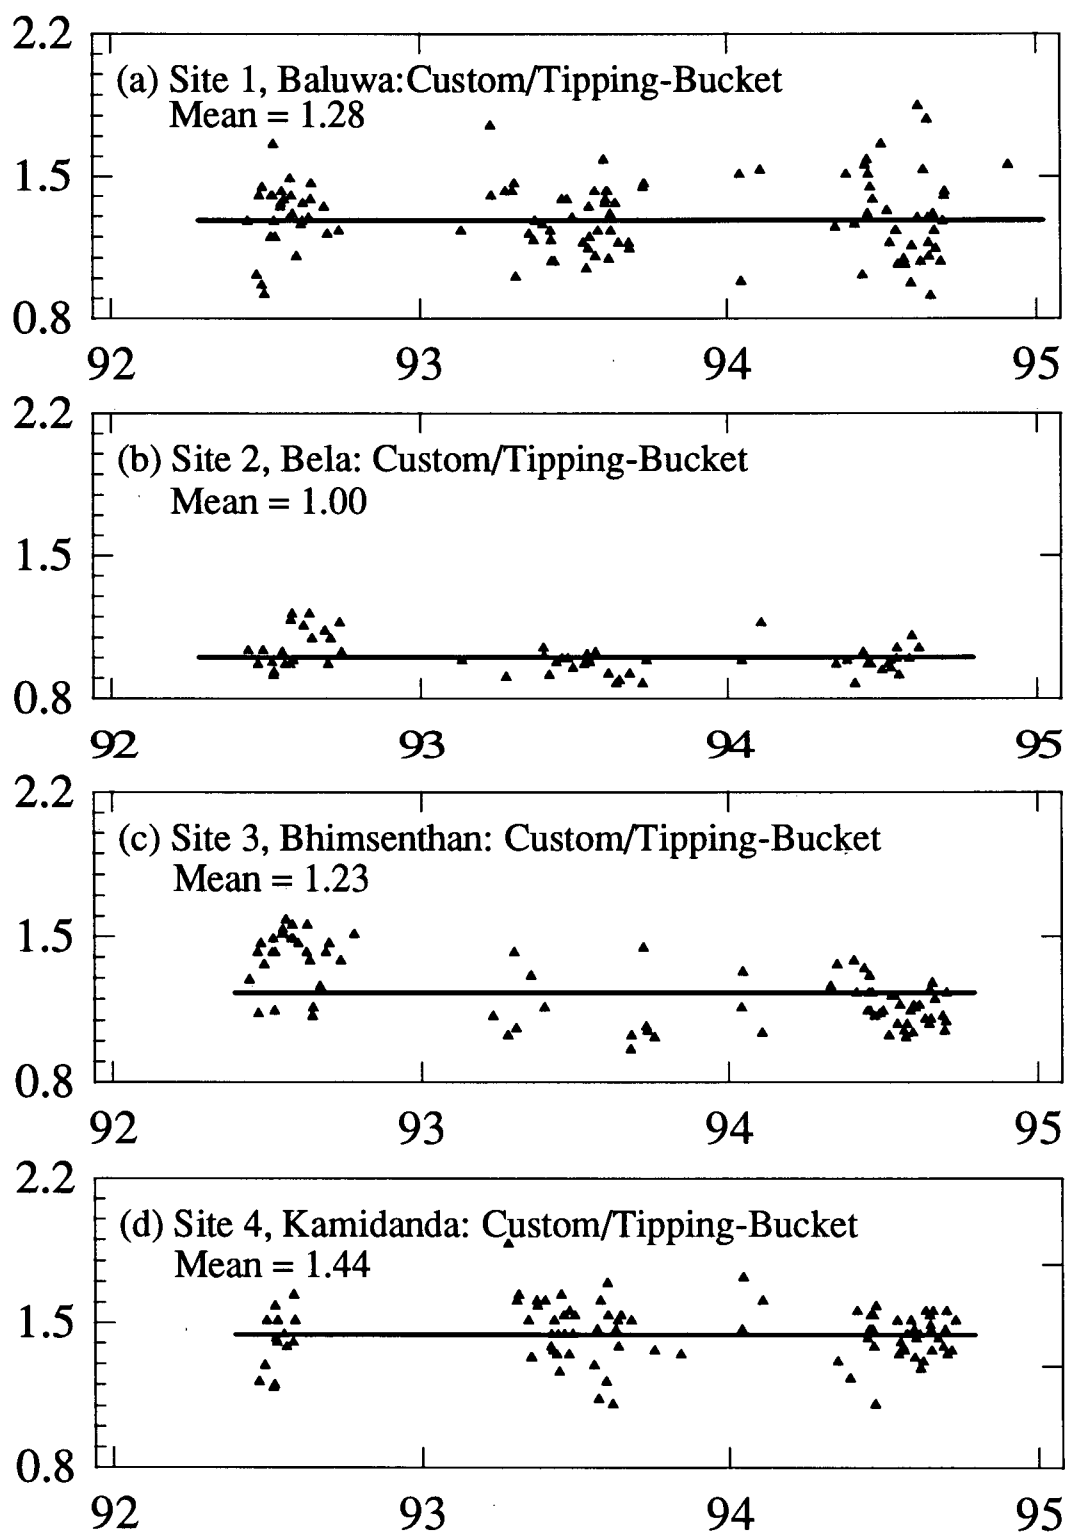 2.2
(a) Site 1, Baluwa:Custom/Tipping-Bucket
Mean = 1.28
1.5
0.8
92 93 94 95
2.2
(b) Site 2, Bela: Custom/Tipping-Bucket
Mean = 1.00
1.5
0.8
92 93 94 95
2.2
(c) Site 3, Bhimsenthan: Custom/Tipping-Bucket
Mean = 1.23
1.5
0.8
92 93 94 95
2.2
(d) Site 4, Kamidanda: Custom/Tipping-Bucket
Mean = 1.44
1.5
0.8
92 93 94 95